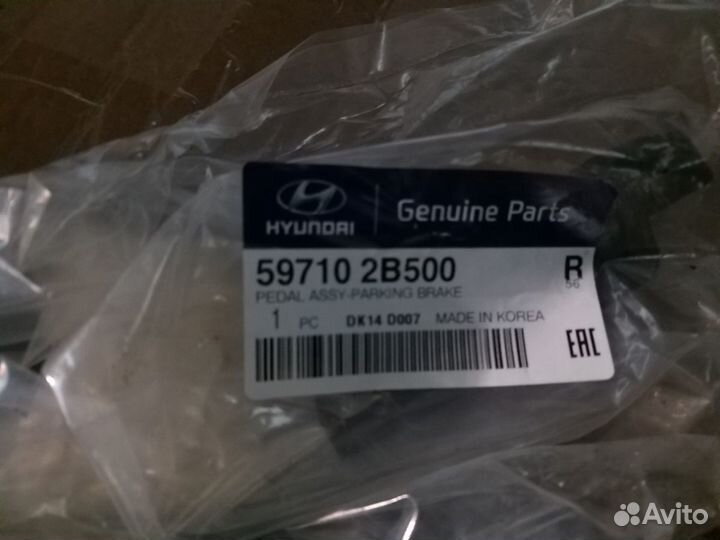 HYUNDAI
Genuine Parts
59710 2B500
R
56
PEDAL ASSY-PARKING BRAKE
1 PC DK14 D007 MADE IN KOREA
EAC
Avito